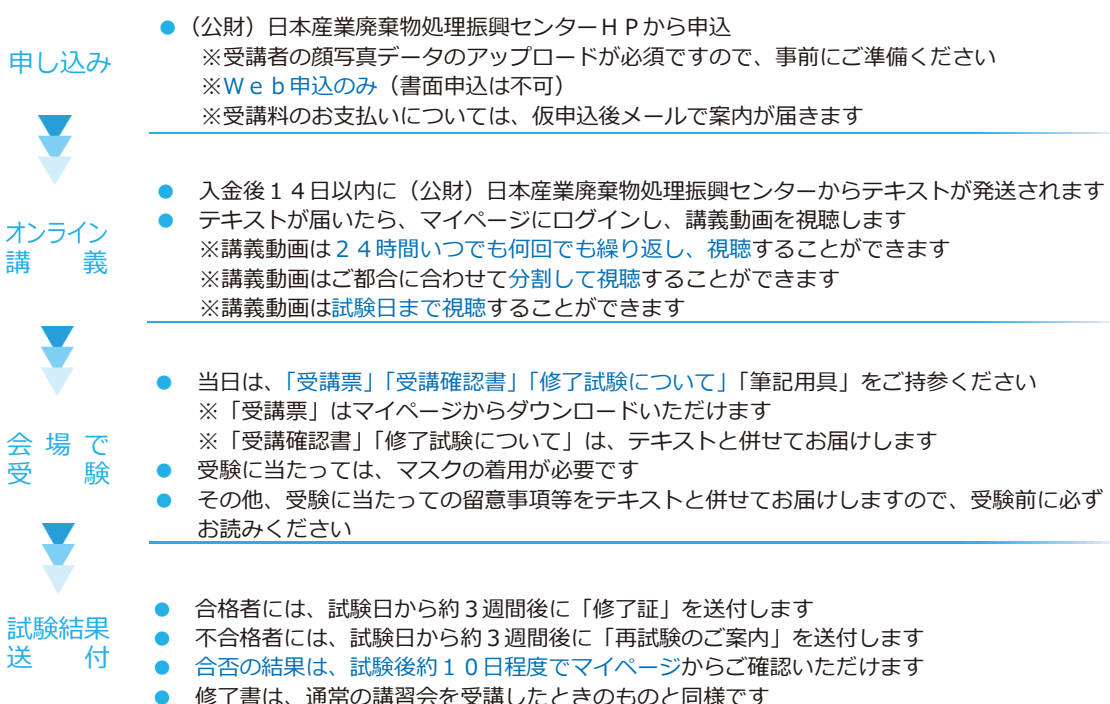 申し込み
●（公財）日本産業廃棄物処理振興センターＨＰから申込
※受講者の顔写真データのアップロードが必須ですので、事前にご準備ください
※Ｗｅｂ申込のみ（書面申込は不可）
※受講料のお支払いについては、仮申込後メールで案内が届きます
オンライン
講　　義
● 入金後１４日以内に（公財）日本産業廃棄物処理振興センターからテキストが発送されます
● テキストが届いたら、マイページにログインし、講義動画を視聴します
※講義動画は２４時間いつでも何回でも繰り返し、視聴することができます
※講義動画はご都合に合わせて分割して視聴することができます
※講義動画は試験日まで視聴することができます
会 場 で
受　　験
● 当日は、「受講票」「受講確認書」「修了試験について」「筆記用具」をご持参ください
※「受講票」はマイページからダウンロードいただけます
※「受講確認書」「修了試験について」は、テキストと併せてお届けします
● 受験に当たっては、マスクの着用が必要です
● その他、受験に当たっての留意事項等をテキストと併せてお届けしますので、受験前に必ず
お読みください
試験結果
送　　付
● 合格者には、試験日から約３週間後に「修了証」を送付します
● 不合格者には、試験日から約３週間後に「再試験のご案内」を送付します
● 合否の結果は、試験後約１０日程度でマイページからご確認いただけます
● 修了書は、通常の講習会を受講したときのものと同様です